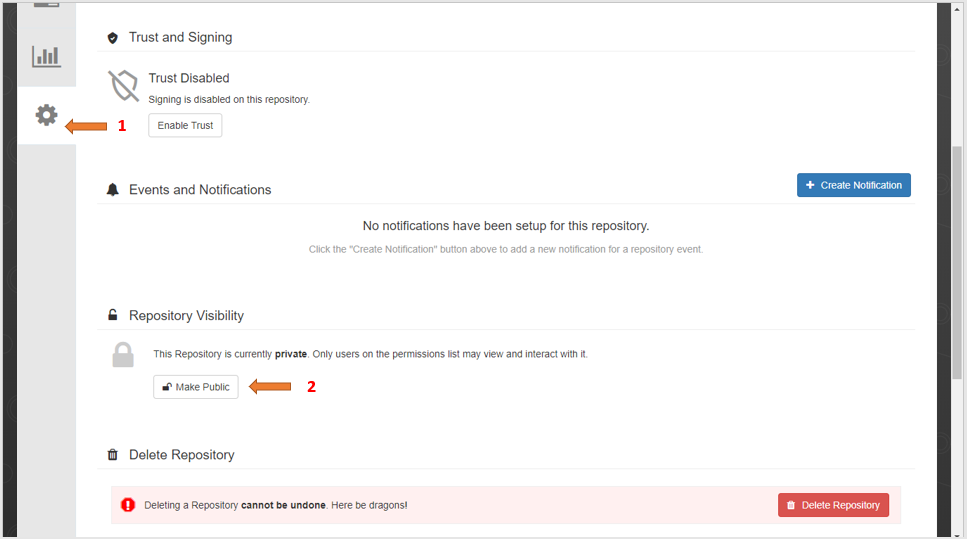 Trust and Signing
Trust Disabled
Signing is disabled on this repository.
Enable Trust
1
Events and Notifications
Create Notification
No notifications have been setup for this repository.
Click the "Create Notification" button above to add a new notification for a repository event.
Repository Visibility
This Repository is currently private. Only users on the permissions list may view and interact with it.
Make Public
2
Delete Repository
Deleting a Repository cannot be undone. Here be dragons!
Delete Repository